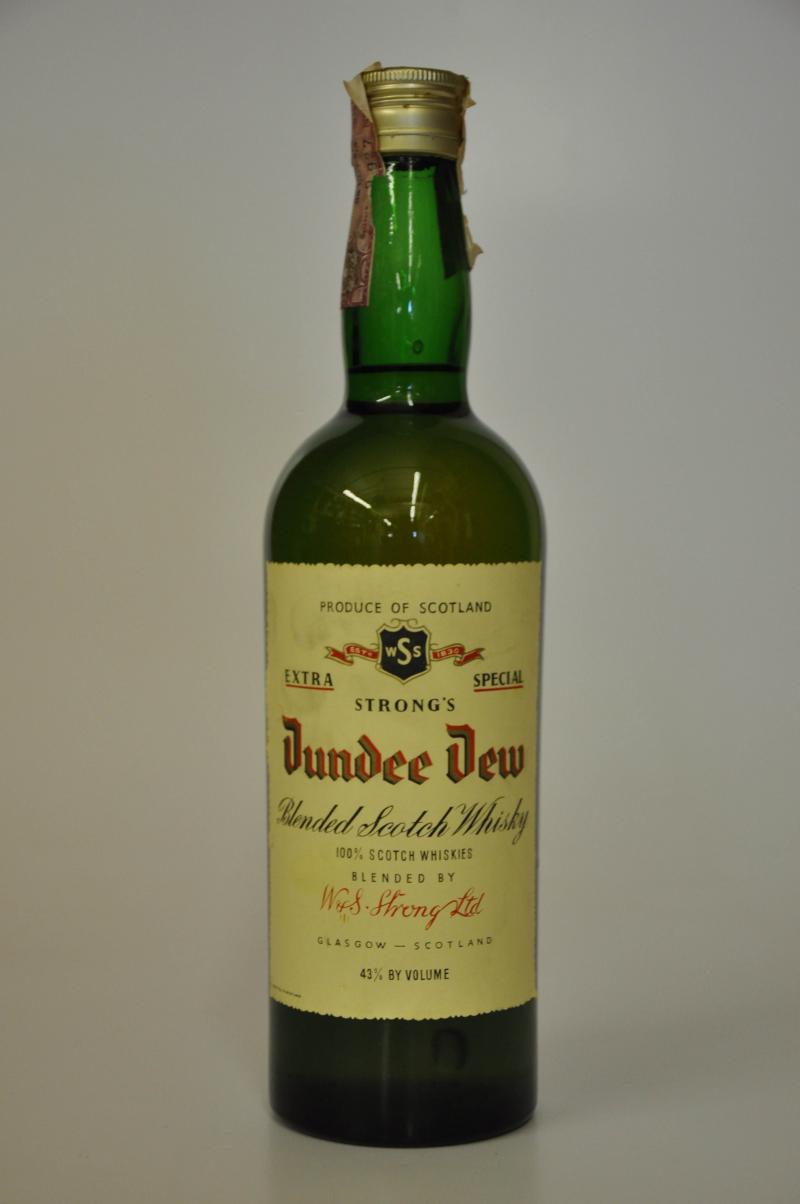 PRODUCE OF SCOTLAND
ESTD WSS 1820
EXTRA SPECIAL
STRONG'S
Dundee Dew
Blended Scotch Whisky
100% SCOTCH WHISKIES
BLENDED BY
W&S. Strong Ltd
GLASGOW — SCOTLAND
43% BY VOLUME